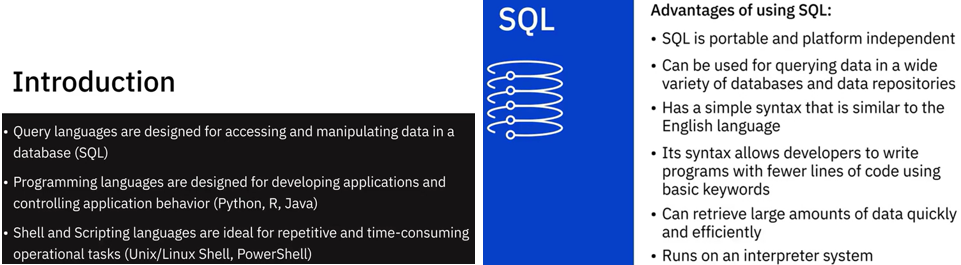 Introduction
• Query languages are designed for accessing and manipulating data in a
database (SQL)
• Programming languages are designed for developing applications and
controlling application behavior (Python, R, Java)
• Shell and Scripting languages are ideal for repetitive and time-consuming
operational tasks (Unix/Linux Shell, PowerShell)
SQL
Advantages of using SQL:
• SQL is portable and platform independent
• Can be used for querying data in a wide
variety of databases and data repositories
• Has a simple syntax that is similar to the
English language
• Its syntax allows developers to write
programs with fewer lines of code using
basic keywords
• Can retrieve large amounts of data quickly
and efficiently
• Runs on an interpreter system